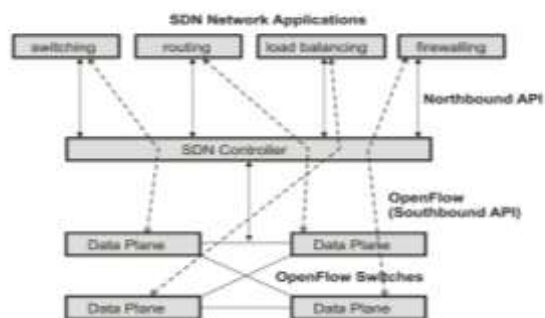 SDN Network Applications
switching
routing
load balancing
firewalling
Northbound API
SDN Controller
OpenFlow
(Southbound API)
Data Plane
Data Plane
OpenFlow Switches
Data Plane
Data Plane